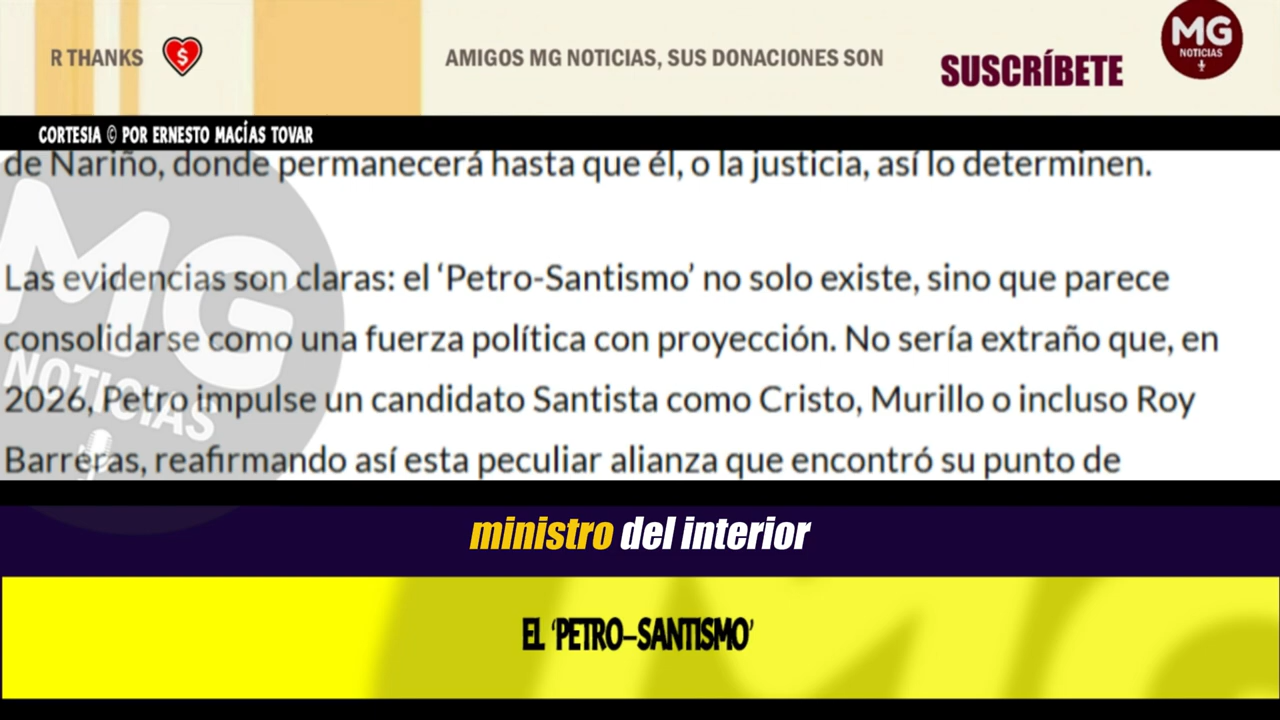 R THANKS
AMIGOS MG NOTICIAS, SUS DONACIONES SON
SUSCRÍBETE
MG
NOTICIAS
CORTESIA © POR ERNESTO MACÍAS TOVAR
de Nariño, donde permanecerá hasta que él, o la justicia, así lo determinen.
Las evidencias son claras: el ‘Petro-Santismo’ no solo existe, sino que parece
consolidarse como una fuerza política con proyección. No sería extraño que, en
2026, Petro impulse un candidato Santista como Cristo, Murillo o incluso Roy
Barreras, reafirmando así esta peculiar alianza que encontró su punto de
MG
NOTICIAS
ministro del interior
EL ‘PETRO-SANTISMO’